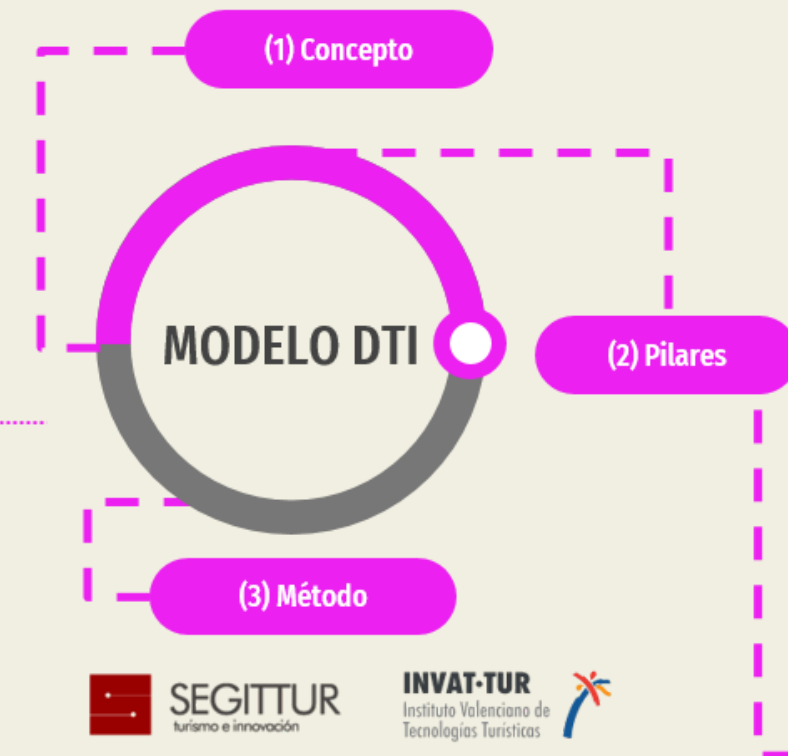 (1) Concepto
MODELO DTI
(2) Pilares
(3) Método
SEGITTUR
turismo e innovación
INVAT·TUR
Instituto Valenciano de
Tecnologías Turísticas